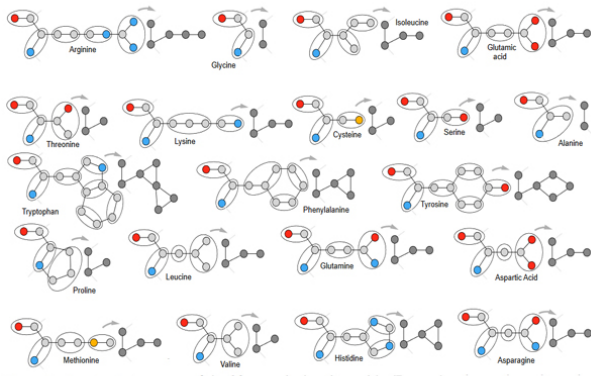 Arginine
Glycine
Isoleucine
Glutamic
acid
Threonine
Lysine
Cysteine
Serine
Alanine
Tryptophan
Phenylalanine
Tyrosine
Proline
Leucine
Glutamine
Aspartic Acid
Methionine
Valine
Histidine
Asparagine